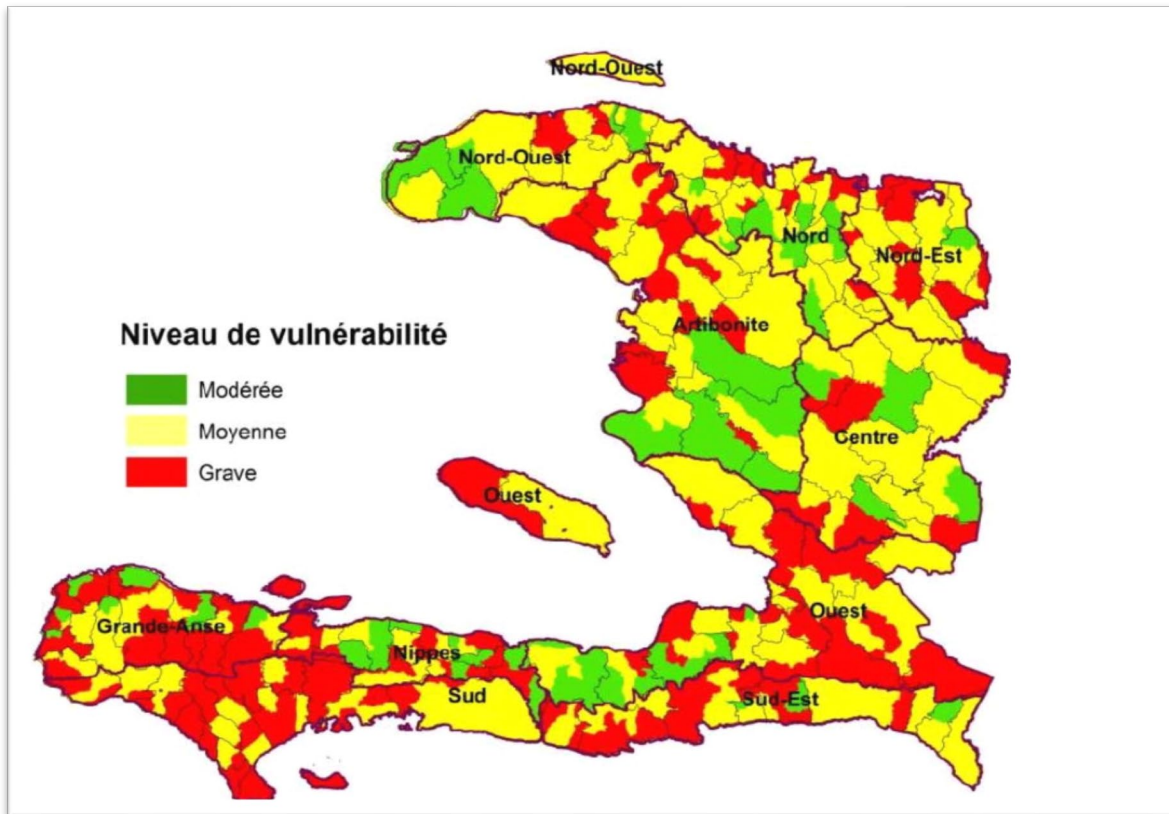 Nord-Ouest
Nord-Ouest
Nord
Nord-Est
Artibonite
Niveau de vulnérabilité
Modérée
Moyenne
Grave
Centre
Ouest
Ouest
Grande-Anse
Nippes
Sud
Sud-Est